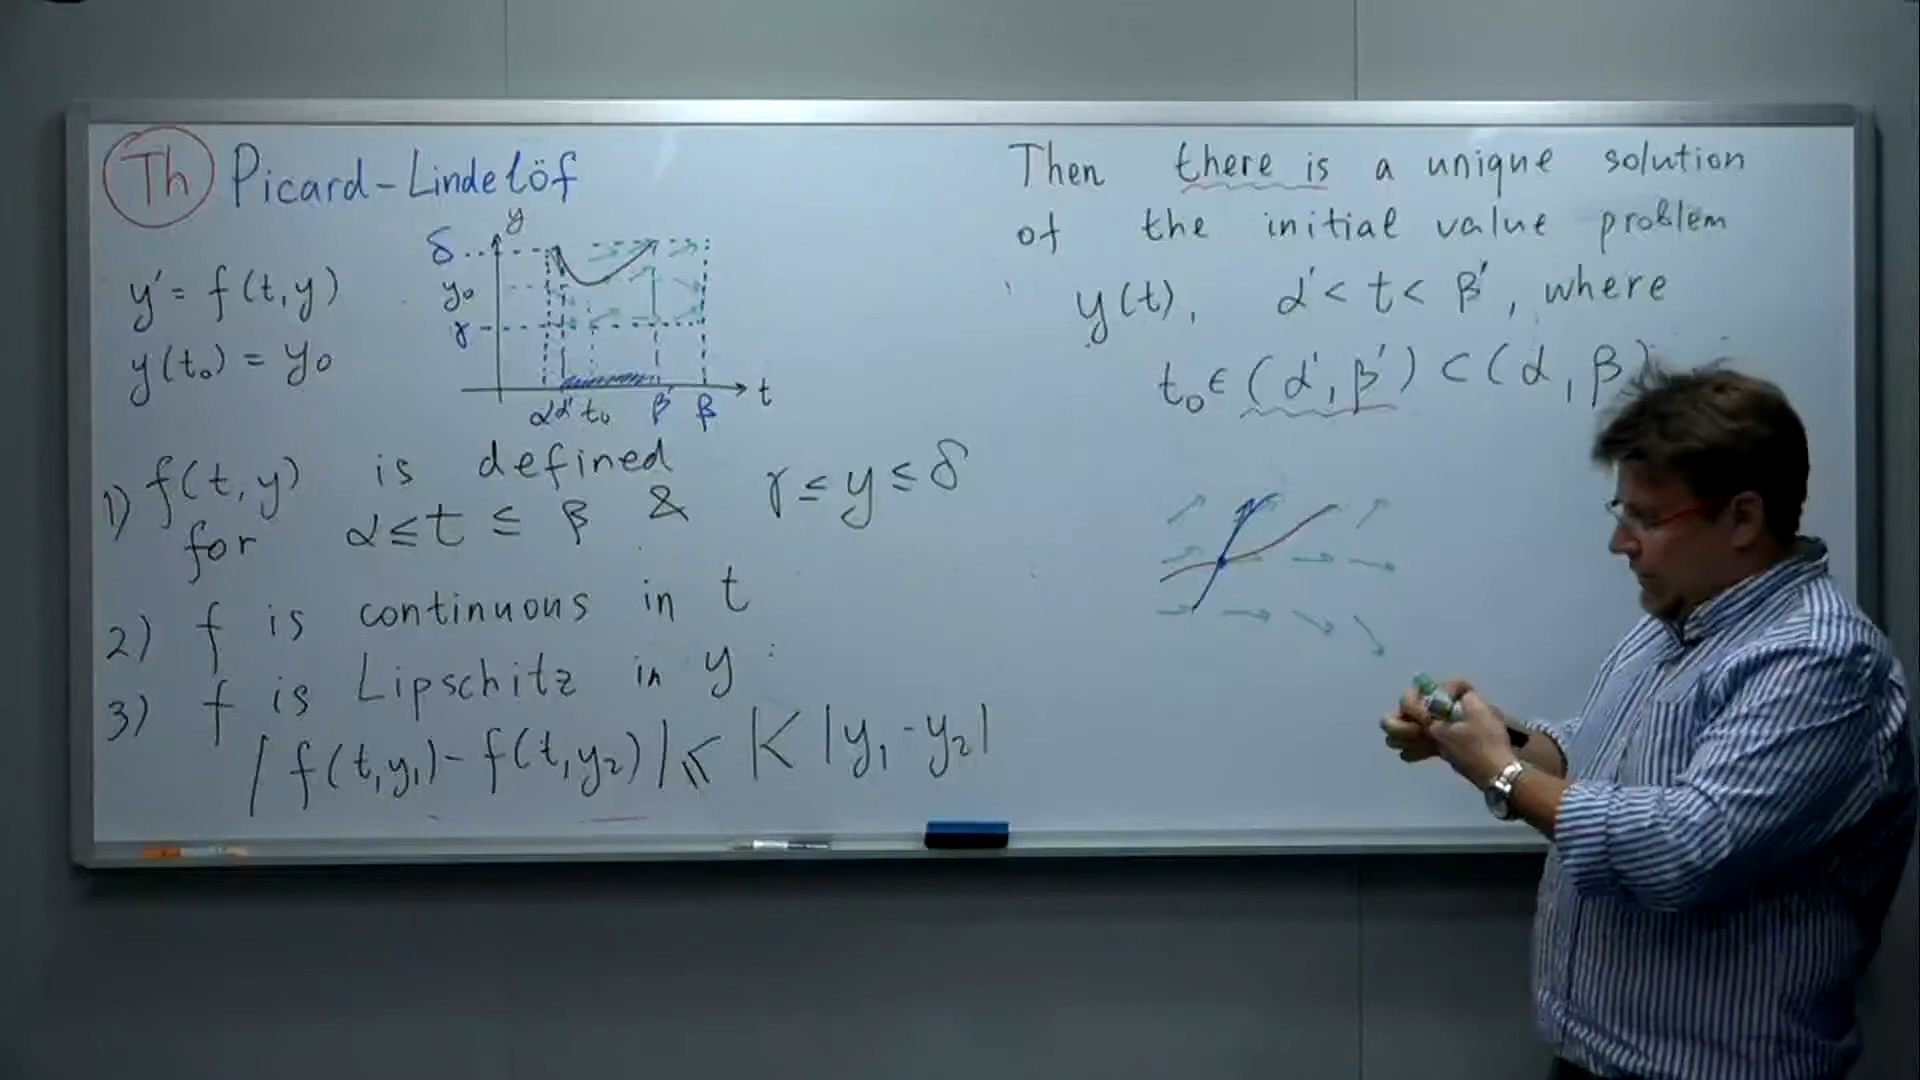 Th Picard-Lindelöf
y' = f(t,y)
y(t₀) = y₀
y
δ
y₀
γ
α α' t₀ β' β t
1) f(t,y) is defined
for α ≤ t ≤ β & γ ≤ y ≤ δ
2) f is continuous in t
3) f is Lipschitz in y :
|f(t,y₁) - f(t,y₂)| ≤ K |y₁ - y₂|
Then there is a unique solution
of the initial value problem
y(t), α' < t < β', where
t₀ ∈ (α', β') ⊂ (α, β)